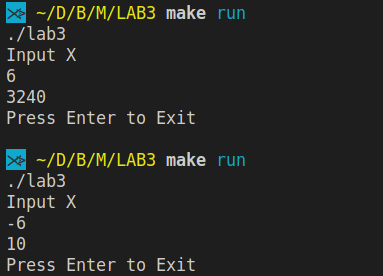 ~/D/B/M/LAB3 make run
./lab3
Input X
6
3240
Press Enter to Exit
~/D/B/M/LAB3 make run
./lab3
Input X
-6
10
Press Enter to Exit